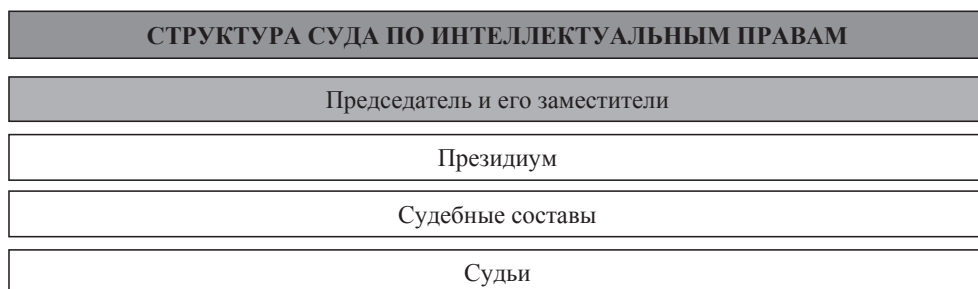 СТРУКТУРА СУДА ПО ИНТЕЛЛЕКТУАЛЬНЫМ ПРАВАМ
Председатель и его заместители
Президиум
Судебные составы
Судьи